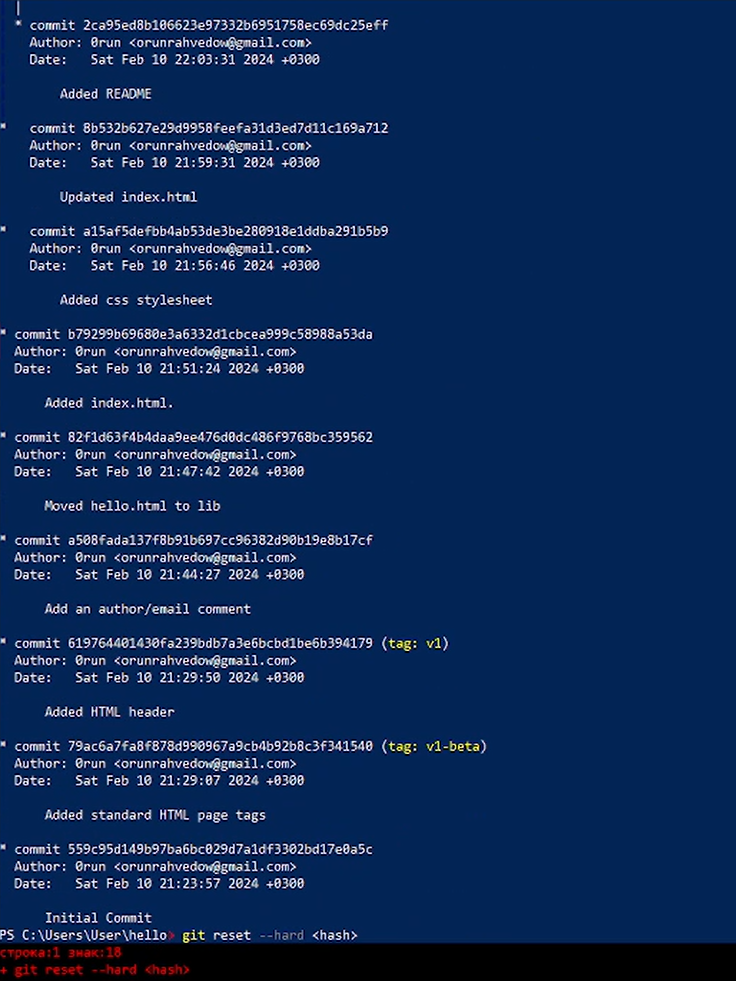 * commit 2ca95ed8b106623e97332b6951758ec69dc25eff
Author: 0run <orunrahvedow@gmail.com>
Date: Sat Feb 10 22:03:31 2024 +0300
Added README
* commit 8b532b627e29d9958feefa31d3ed7d11c169a712
Author: 0run <orunrahvedow@gmail.com>
Date: Sat Feb 10 21:59:31 2024 +0300
Updated index.html
* commit a15af5defbb4ab53de3be280918e1ddba291b5b9
Author: 0run <orunrahvedow@gmail.com>
Date: Sat Feb 10 21:56:46 2024 +0300
Added css stylesheet
* commit b79299b69680e3a6332d1cbcea999c58988a53da
Author: 0run <orunrahvedow@gmail.com>
Date: Sat Feb 10 21:51:24 2024 +0300
Added index.html.
* commit 82f1d63f4b4daa9ee476d0dc486f9768bc359562
Author: 0run <orunrahvedow@gmail.com>
Date: Sat Feb 10 21:47:42 2024 +0300
Moved hello.html to lib
* commit a508fada137f8b91b697cc96382d90b19e8b17cf
Author: 0run <orunrahvedow@gmail.com>
Date: Sat Feb 10 21:44:27 2024 +0300
Add an author/email comment
* commit 619764401430fa239bdb7a3e6bcbd1be6b394179 (tag: v1)
Author: 0run <orunrahvedow@gmail.com>
Date: Sat Feb 10 21:29:50 2024 +0300
Added HTML header
* commit 79ac6a7fa8f878d990967a9cb4b92b8c3f341540 (tag: v1-beta)
Author: 0run <orunrahvedow@gmail.com>
Date: Sat Feb 10 21:29:07 2024 +0300
Added standard HTML page tags
* commit 559c95d149b97ba6bc029d7a1df3302bd17e0a5c
Author: 0run <orunrahvedow@gmail.com>
Date: Sat Feb 10 21:23:57 2024 +0300
Initial Commit
PS C:\Users\User\hello> git reset --hard <hash>
строка:1 знак:18
+ git reset --hard <hash>